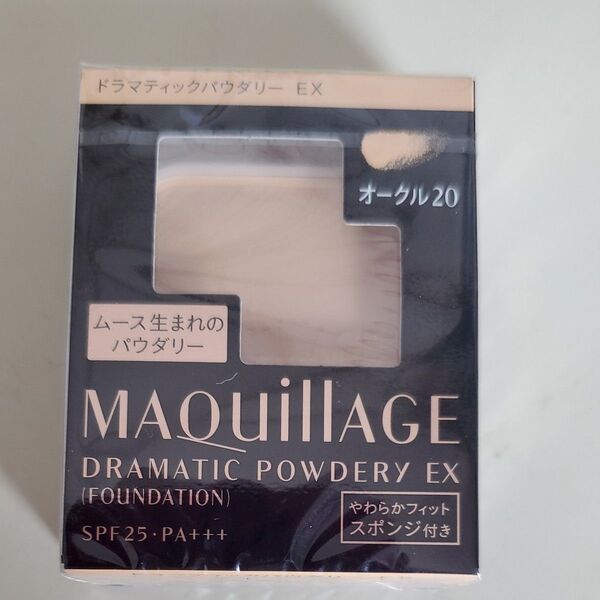 ドラマティックパウダリー EX
オークル20
ムース生まれの
パウダリー
MAQuillAGE
DRAMATIC POWDERY EX
(FOUNDATION)
SPF25・PA+++
やわらかフィット
スポンジ付き